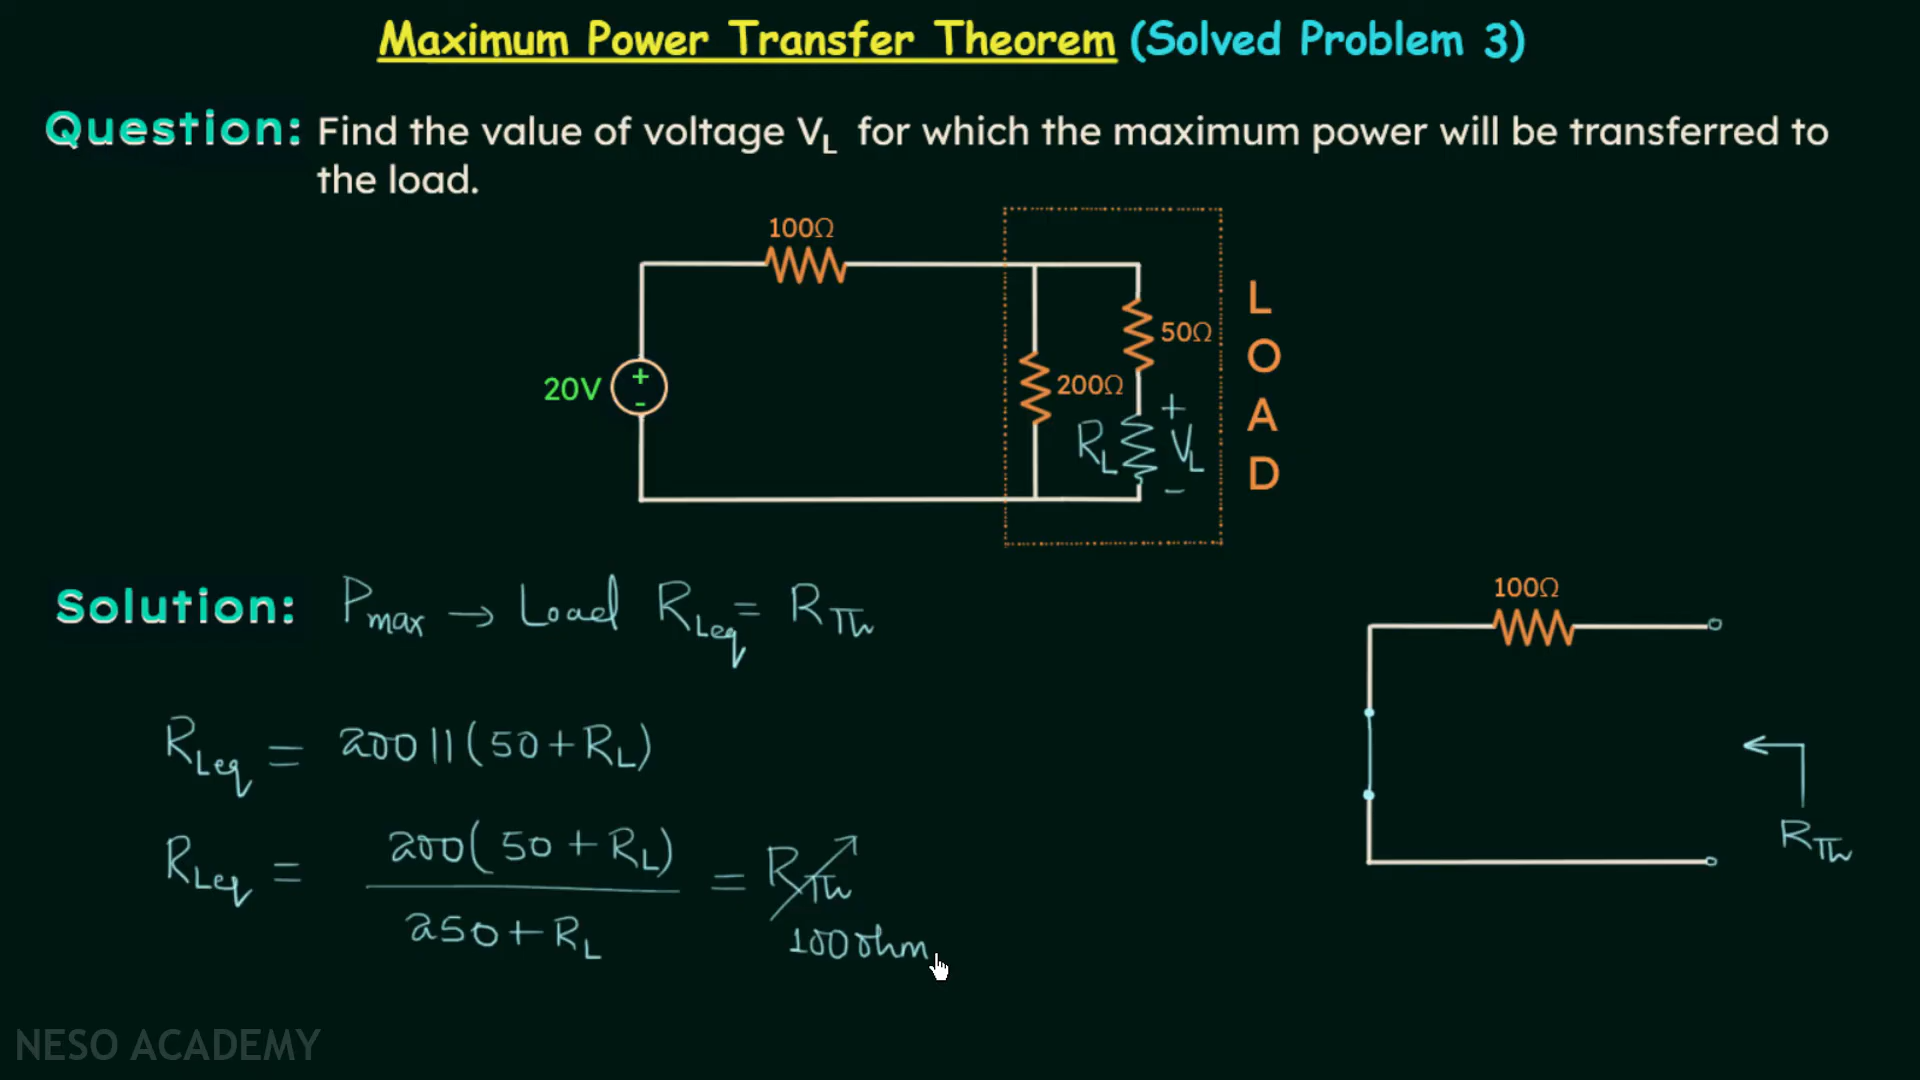 Maximum Power Transfer Theorem (Solved Problem 3)
Question: Find the value of voltage VL for which the maximum power will be transferred to
the load.
100Ω
50Ω
20V + -
200Ω
RL + VL -
L
O
A
D
Solution: Pmax → Load RLeq = RTh
100Ω
RLeq = 200 || (50 + RL)
RLeq = 200(50 + RL) / 250 + RL = RTh
100 ohm
RTh
NESO ACADEMY